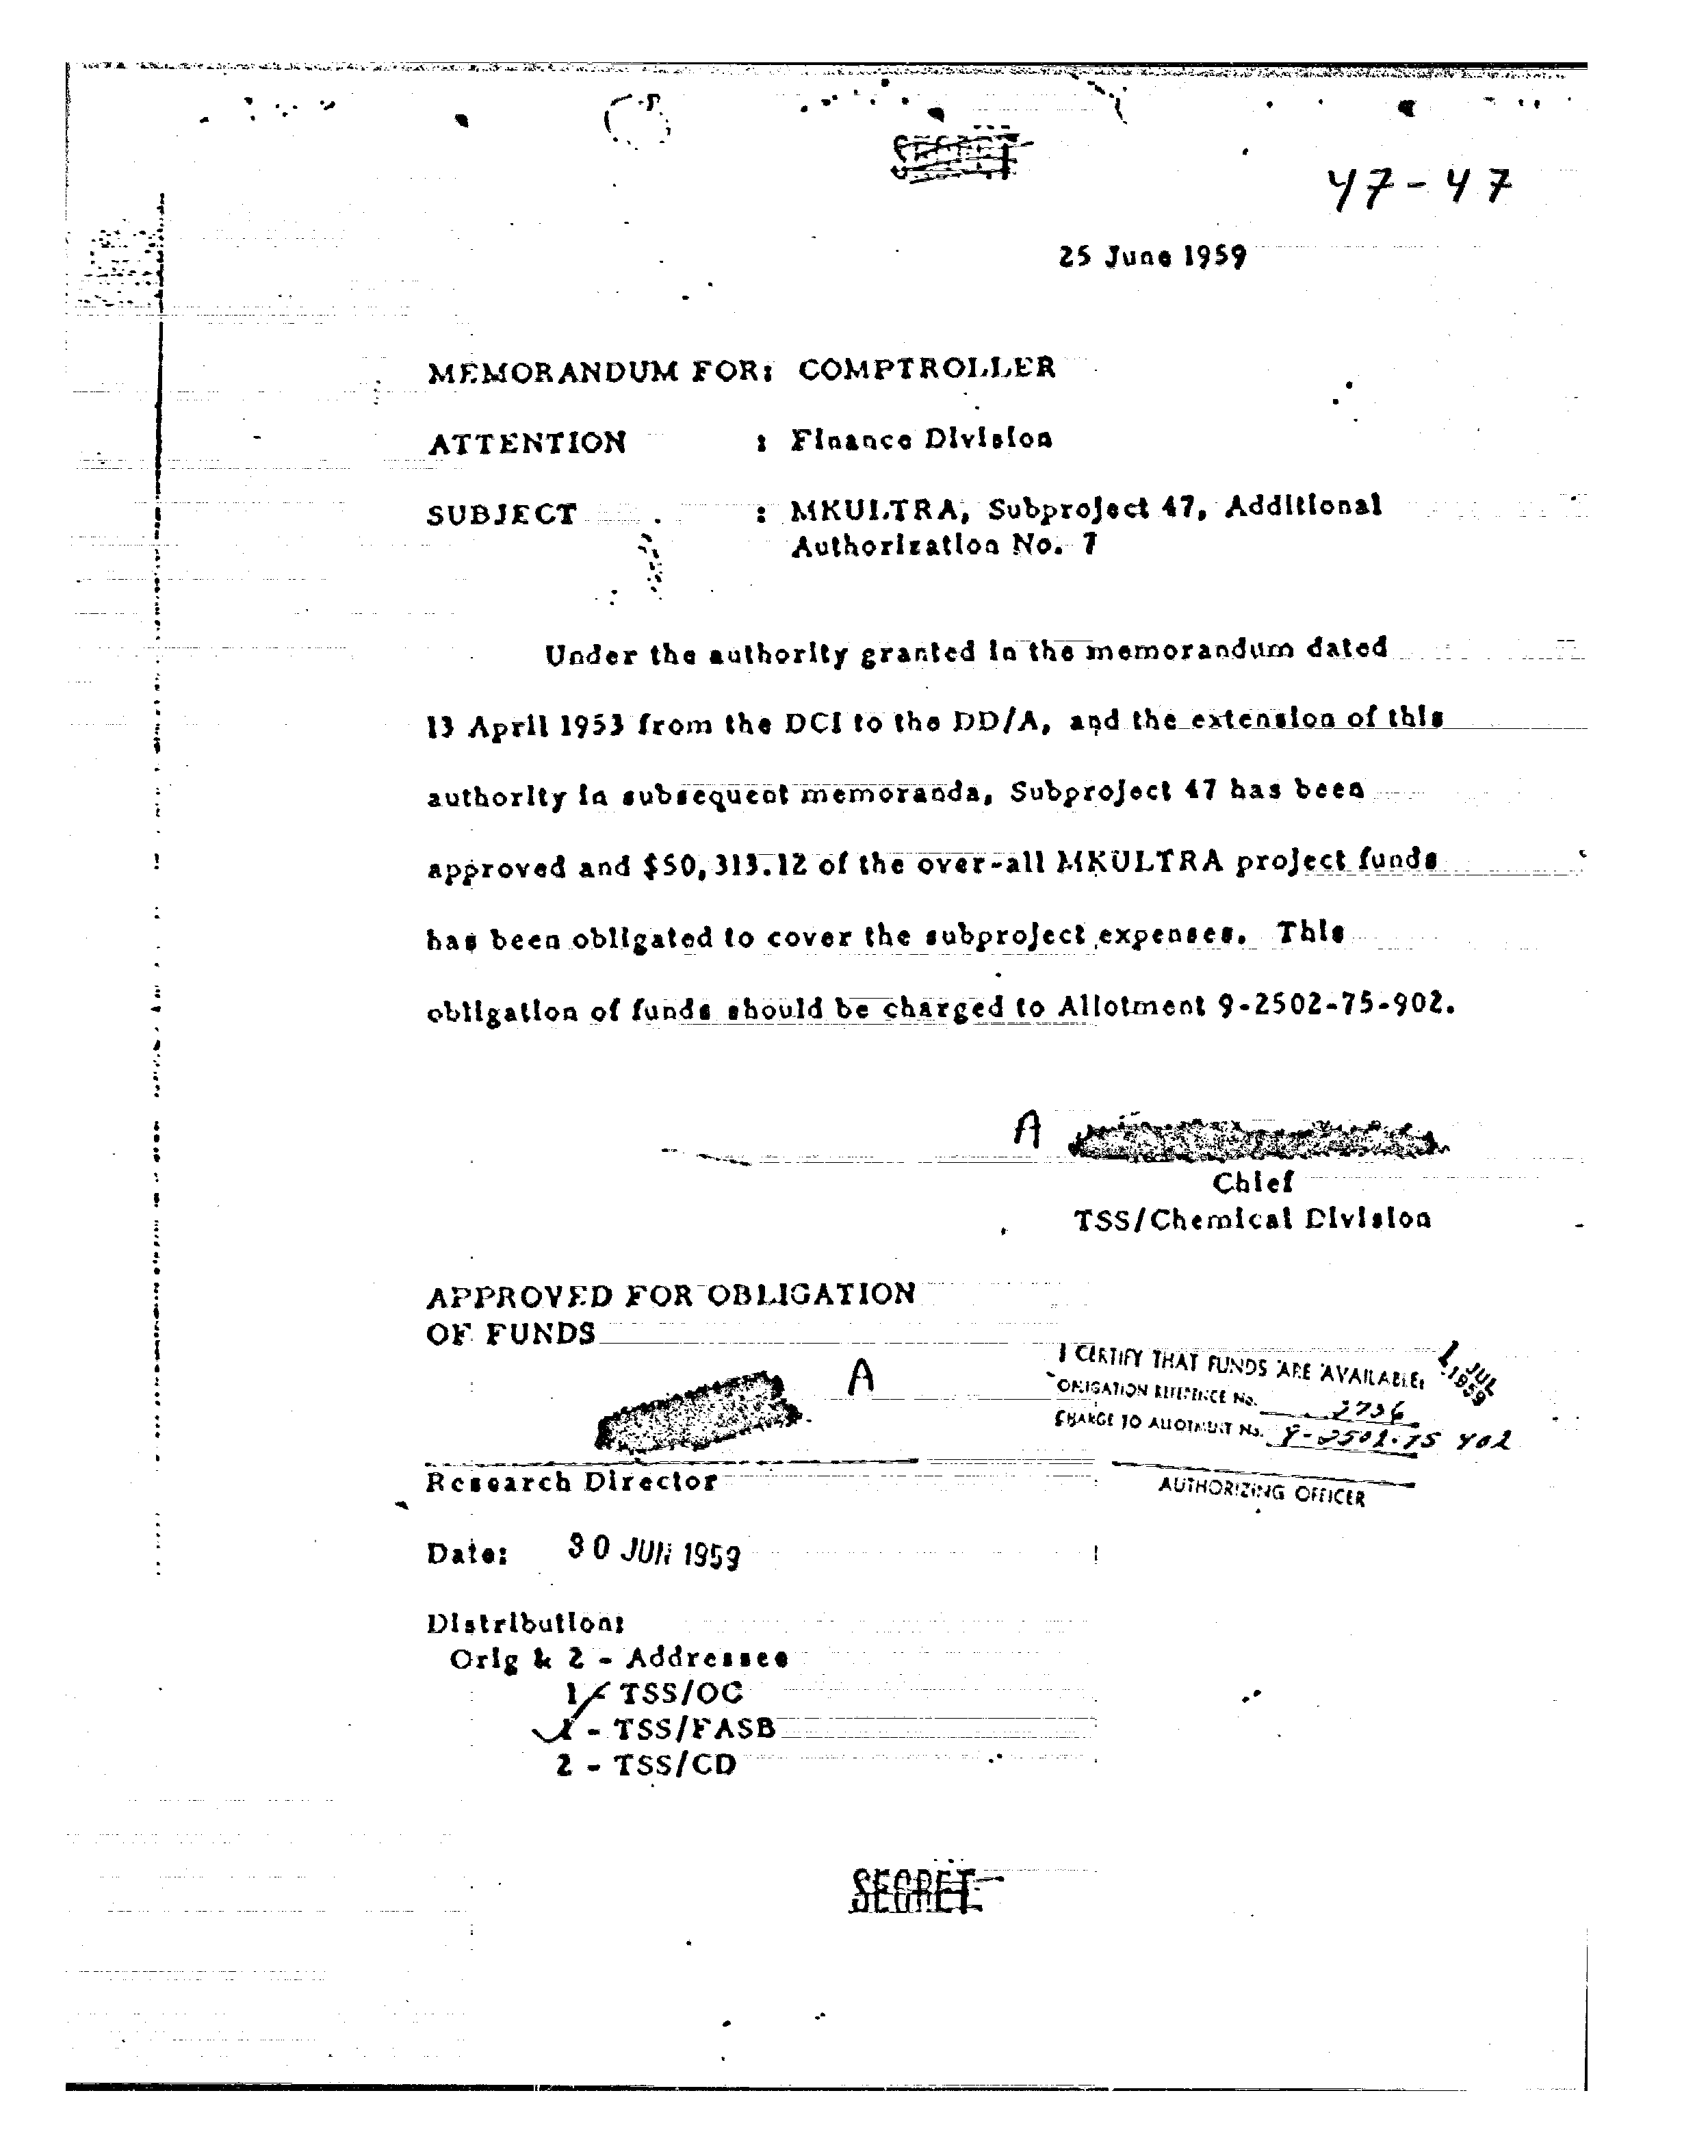 SECRET
47-47
25 June 1959
MEMORANDUM FOR: COMPTROLLER
ATTENTION : Finance Division
SUBJECT : MKULTRA, Subproject 47, Additional
Authorization No. 7
Under the authority granted in the memorandum dated
13 April 1953 from the DCI to the DD/A, and the extension of this
authority in subsequent memoranda, Subproject 47 has been
approved and $50,313.12 of the over-all MKULTRA project funds
has been obligated to cover the subproject expenses. This
obligation of funds should be charged to Allotment 9-2502-75-902.
A
Chief
TSS/Chemical Division
APPROVED FOR OBLIGATION
OF FUNDS
A
I CERTIFY THAT FUNDS ARE AVAILABLE:
1 JUL 1959
OBLIGATION REFERENCE No. 2736
CHARGE TO ALLOTMENT No.
AUTHORIZING OFFICER
Research Director
Date: 30 JUN 1959
Distribution:
Orig & 2 - Addressee
1 - TSS/OC
1 - TSS/FASB
2 - TSS/CD
SECRET